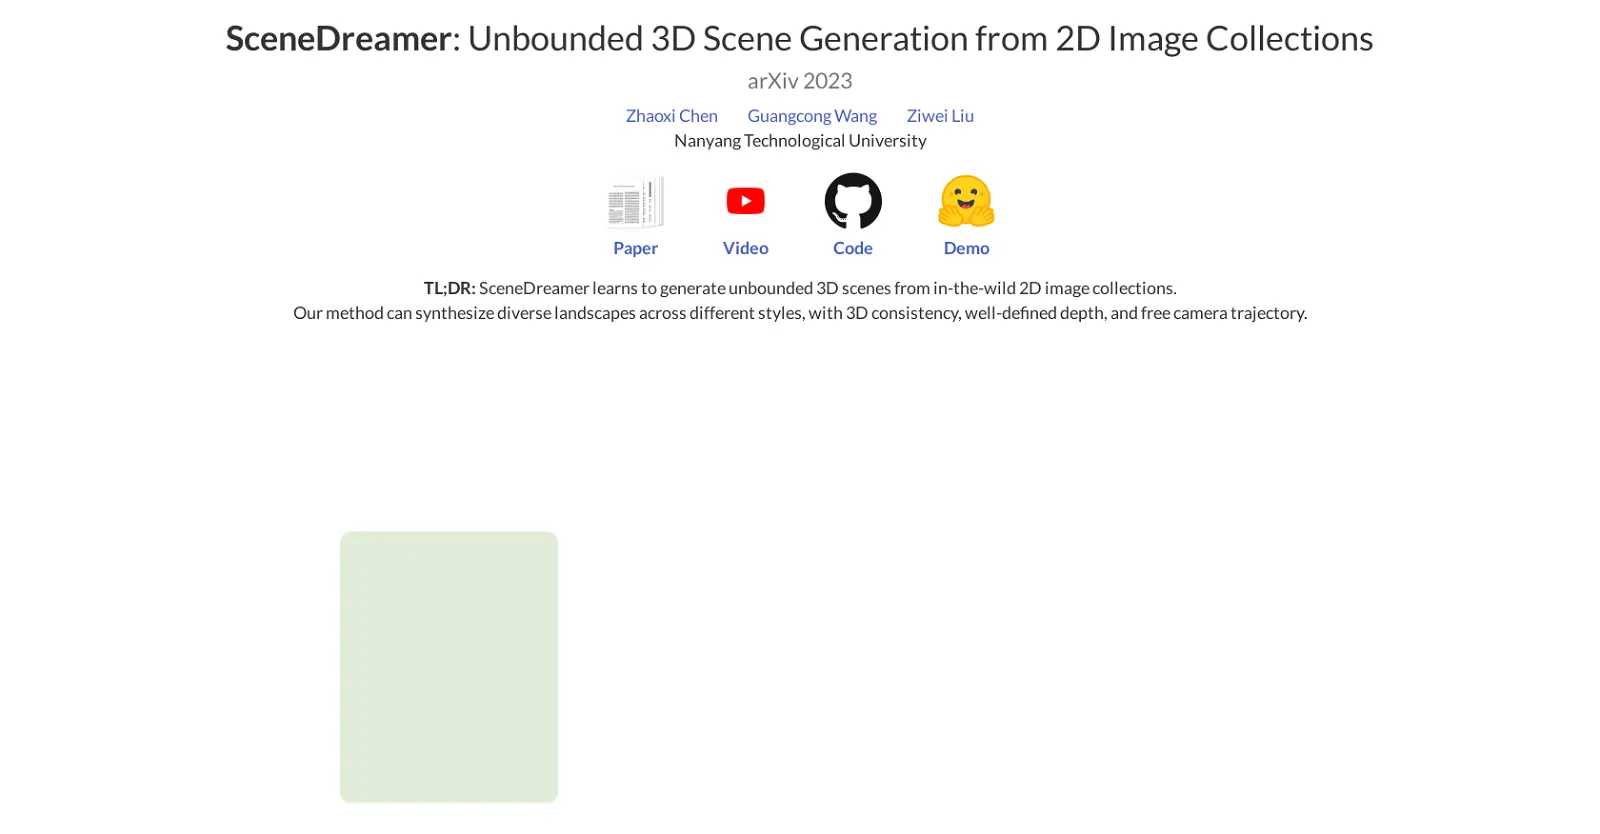 SceneDreamer: Unbounded 3D Scene Generation from 2D Image Collections
arXiv 2023
Zhaoxi Chen Guangcong Wang Ziwei Liu
Nanyang Technological University
Paper Video Code Demo
TL;DR: SceneDreamer learns to generate unbounded 3D scenes from in-the-wild 2D image collections.
Our method can synthesize diverse landscapes across different styles, with 3D consistency, well-defined depth, and free camera trajectory.